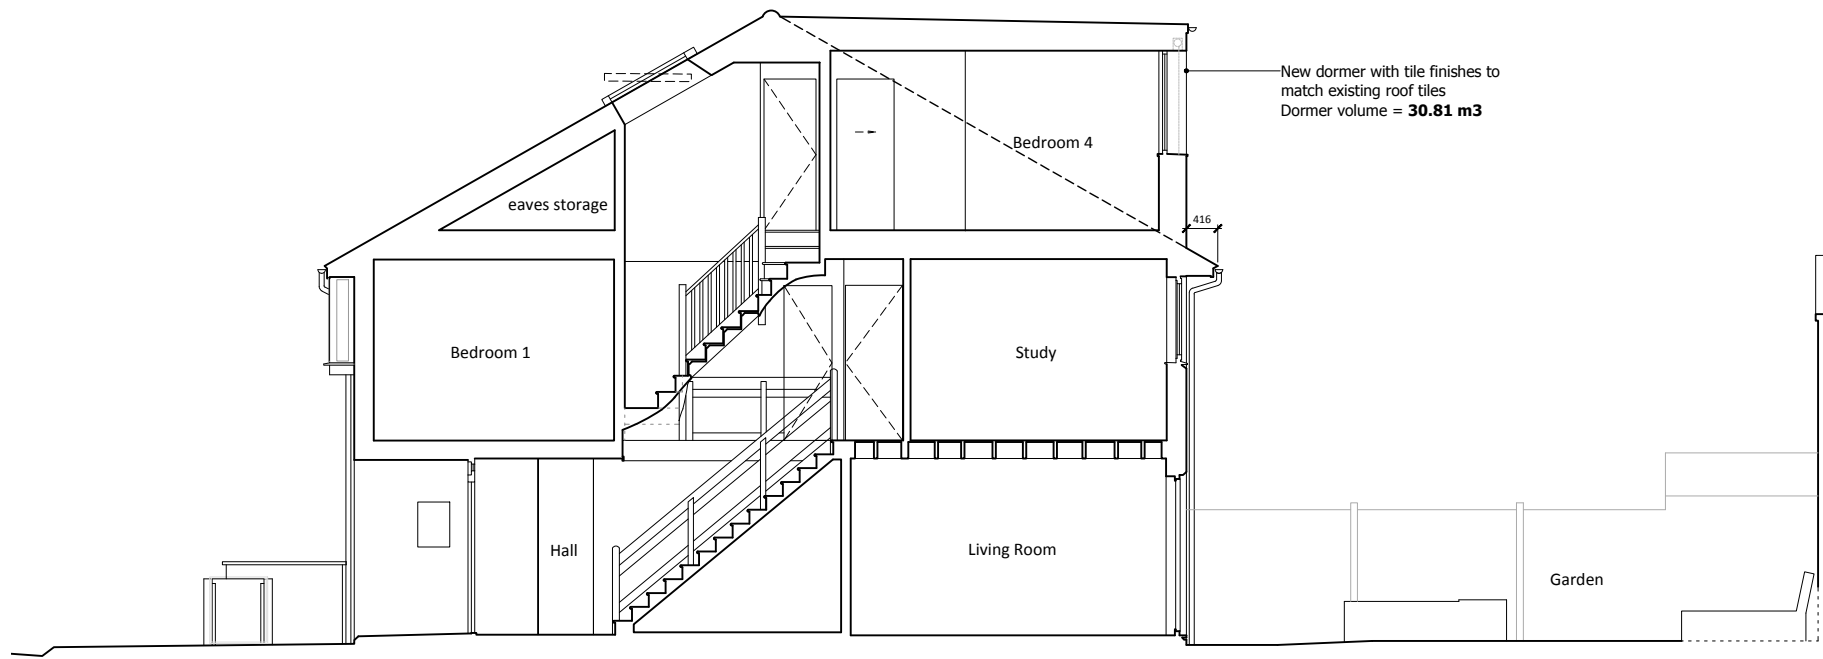 New dormer with tile finishes to
match existing roof tiles
Dormer volume = 30.81 m3
Bedroom 4
eaves storage
416
Bedroom 1
Study
Hall
Living Room
Garden